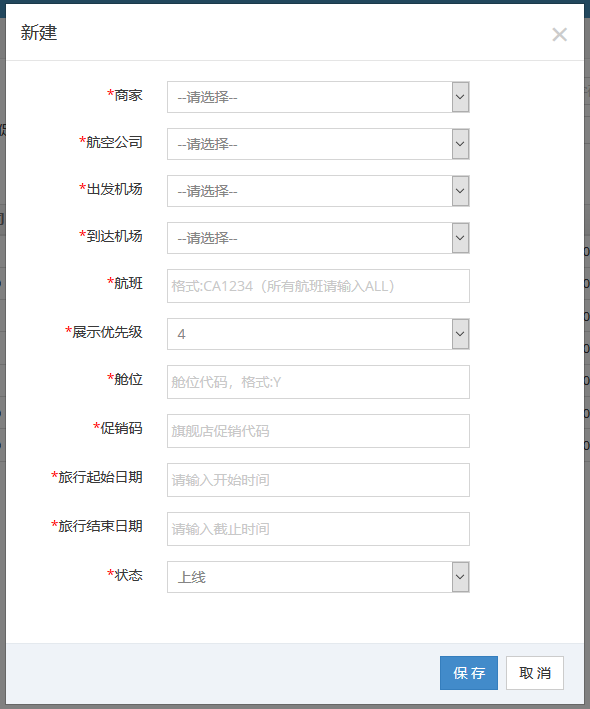 新建
*商家 --请选择--
*航空公司 --请选择--
*出发机场 --请选择--
*到达机场 --请选择--
*航班 格式:CA1234（所有航班请输入ALL）
*展示优先级 4
*舱位 舱位代码，格式:Y
*促销码 旗舰店促销代码
*旅行起始日期 请输入开始时间
*旅行结束日期 请输入截止时间
*状态 上线
保存 取消